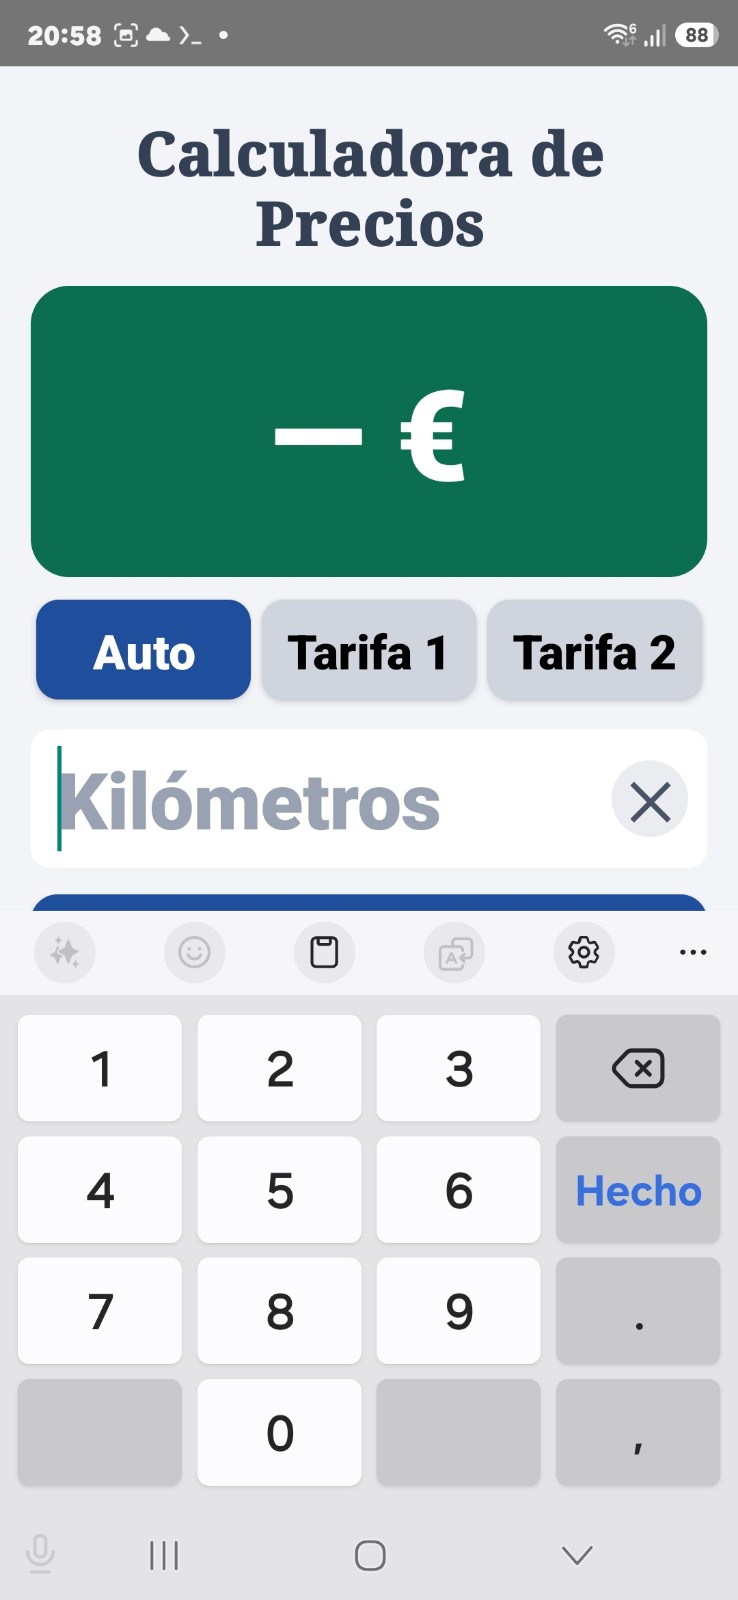 20:58
6
88
Calculadora de
Precios
— €
Auto
Tarifa 1
Tarifa 2
Kilómetros
A
1
2
3
4
5
6
Hecho
7
8
9
.
0
,